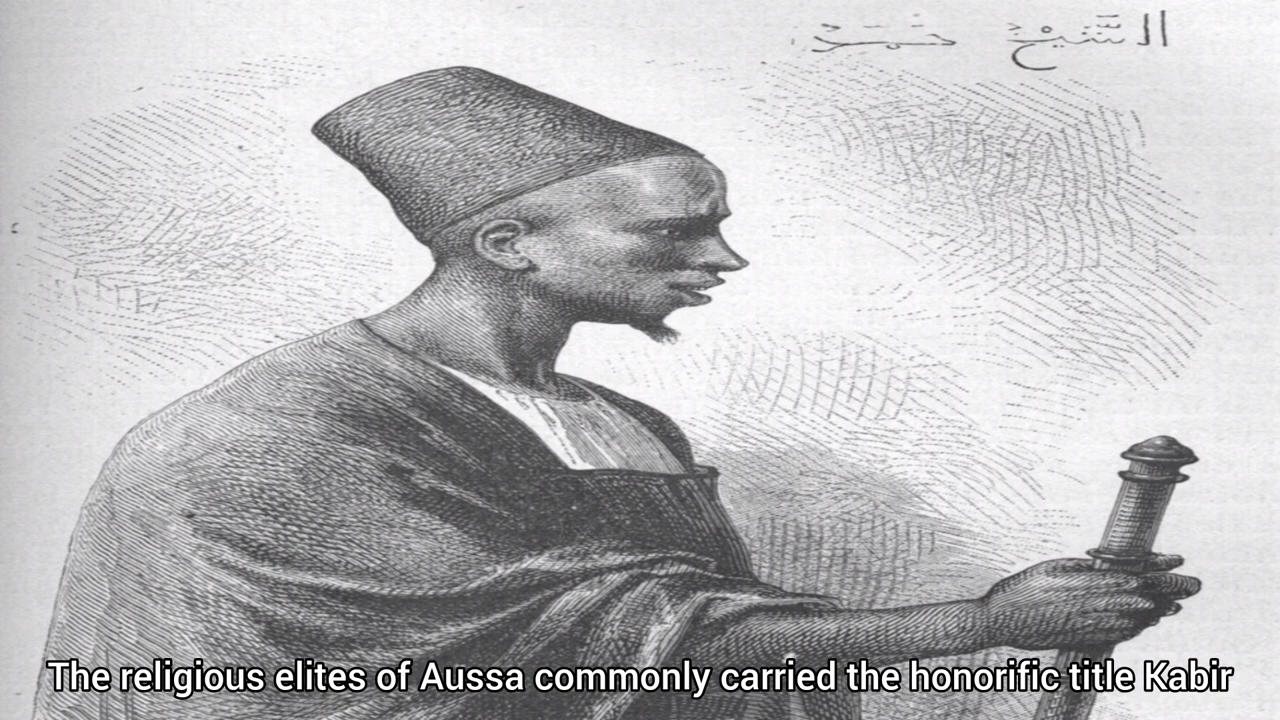 الشيخ
The religious elites of Aussa commonly carried the honorific title Kabir